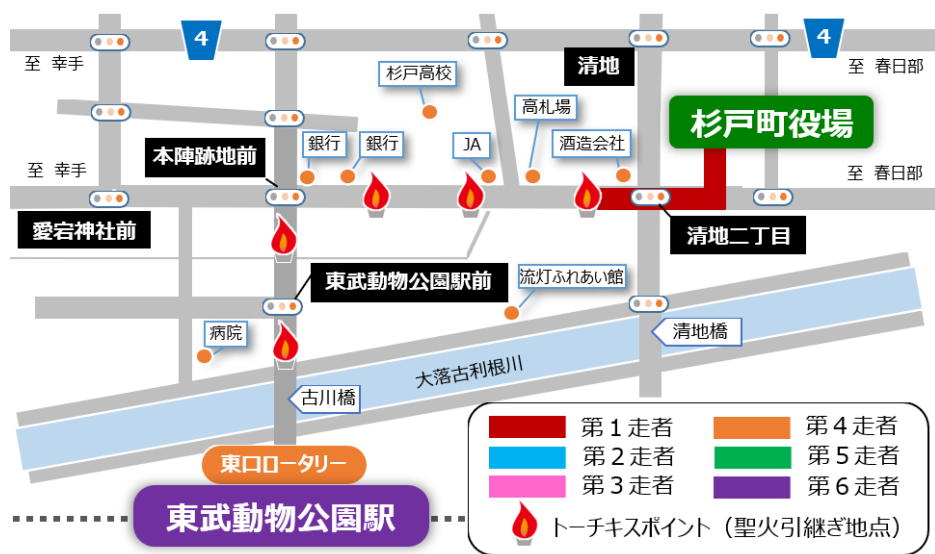 4
4
至 幸手
杉戸高校
清地
至 春日部
高札場
杉戸町役場
本陣跡地前
銀行
銀行
JA
酒造会社
至 幸手
至 春日部
愛宕神社前
清地二丁目
東武動物公園駅前
流灯ふれあい館
病院
清地橋
大落古利根川
古川橋
第1走者
第4走者
第2走者
第5走者
第3走者
第6走者
東口ロータリー
東武動物公園駅
トーチキスポイント（聖火引継ぎ地点）